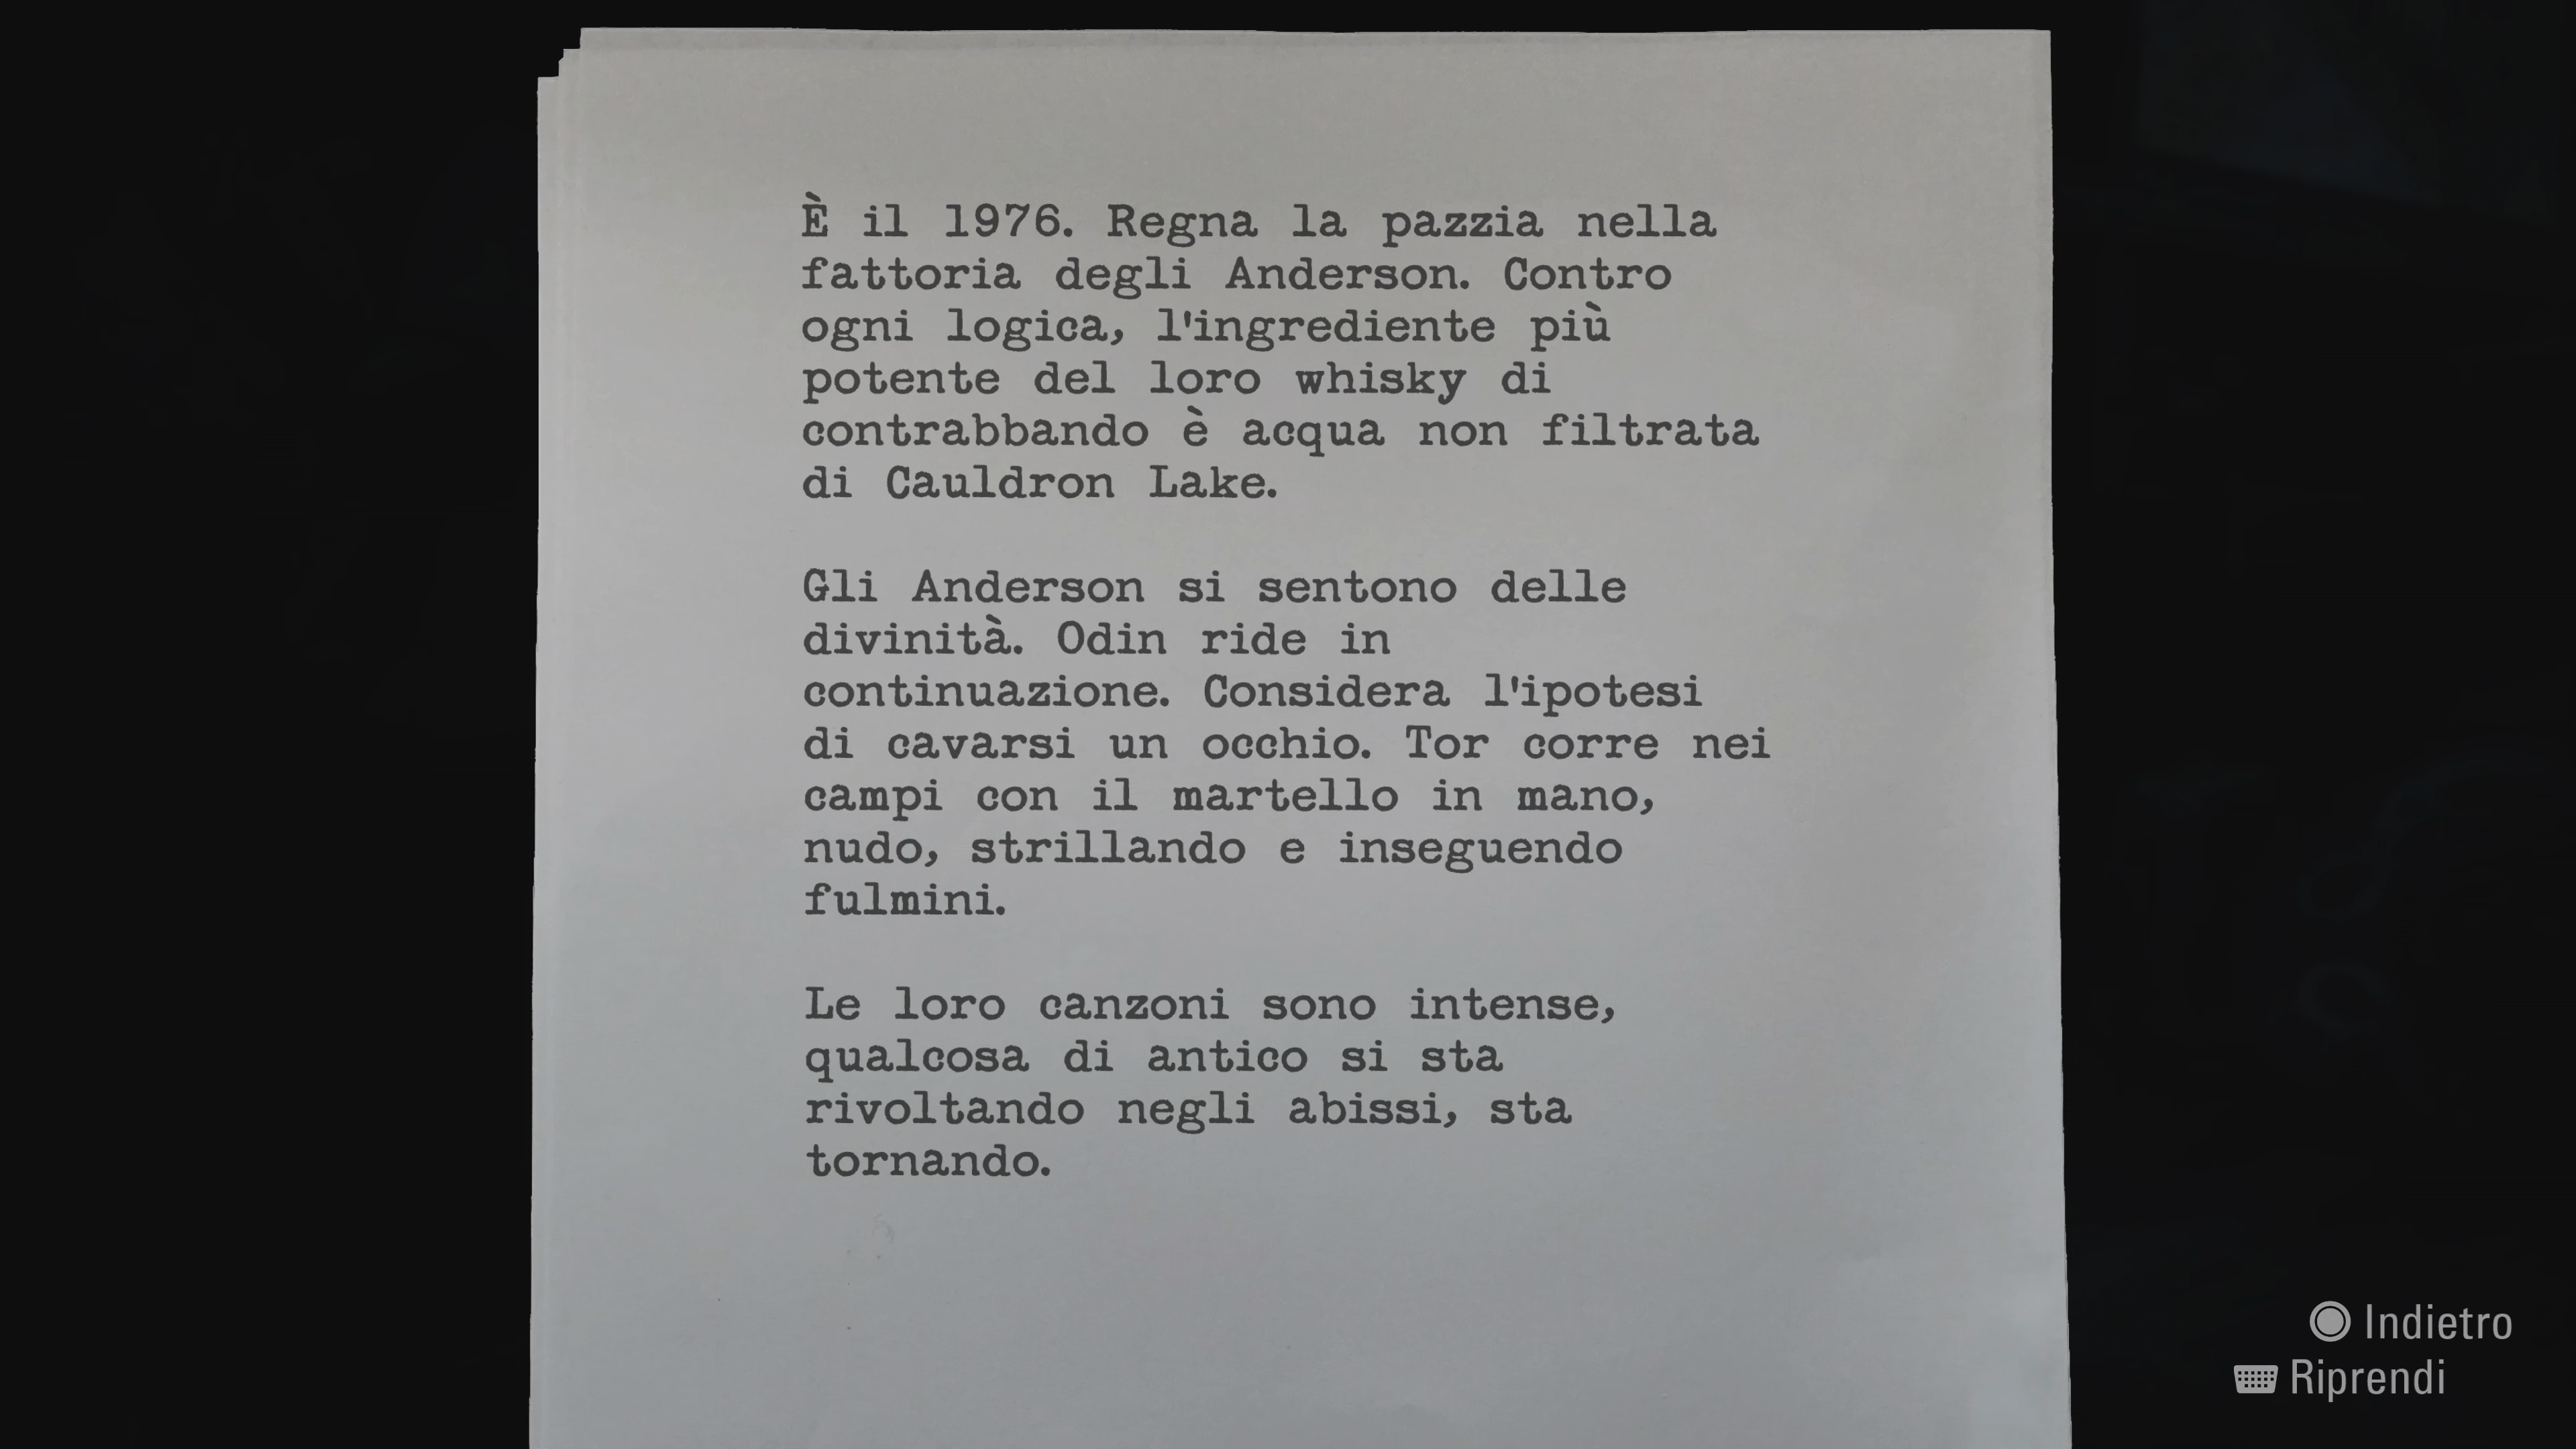 È il 1976. Regna la pazzia nella
fattoria degli Anderson. Contro
ogni logica, l'ingrediente più
potente del loro whisky di
contrabbando è acqua non filtrata
di Cauldron Lake.
Gli Anderson si sentono delle
divinità. Odin ride in
continuazione. Considera l'ipotesi
di cavarsi un occhio. Tor corre nei
campi con il martello in mano,
nudo, strillando e inseguendo
fulmini.
Le loro canzoni sono intense,
qualcosa di antico si sta
rivoltando negli abissi, sta
tornando.
Indietro
Riprendi